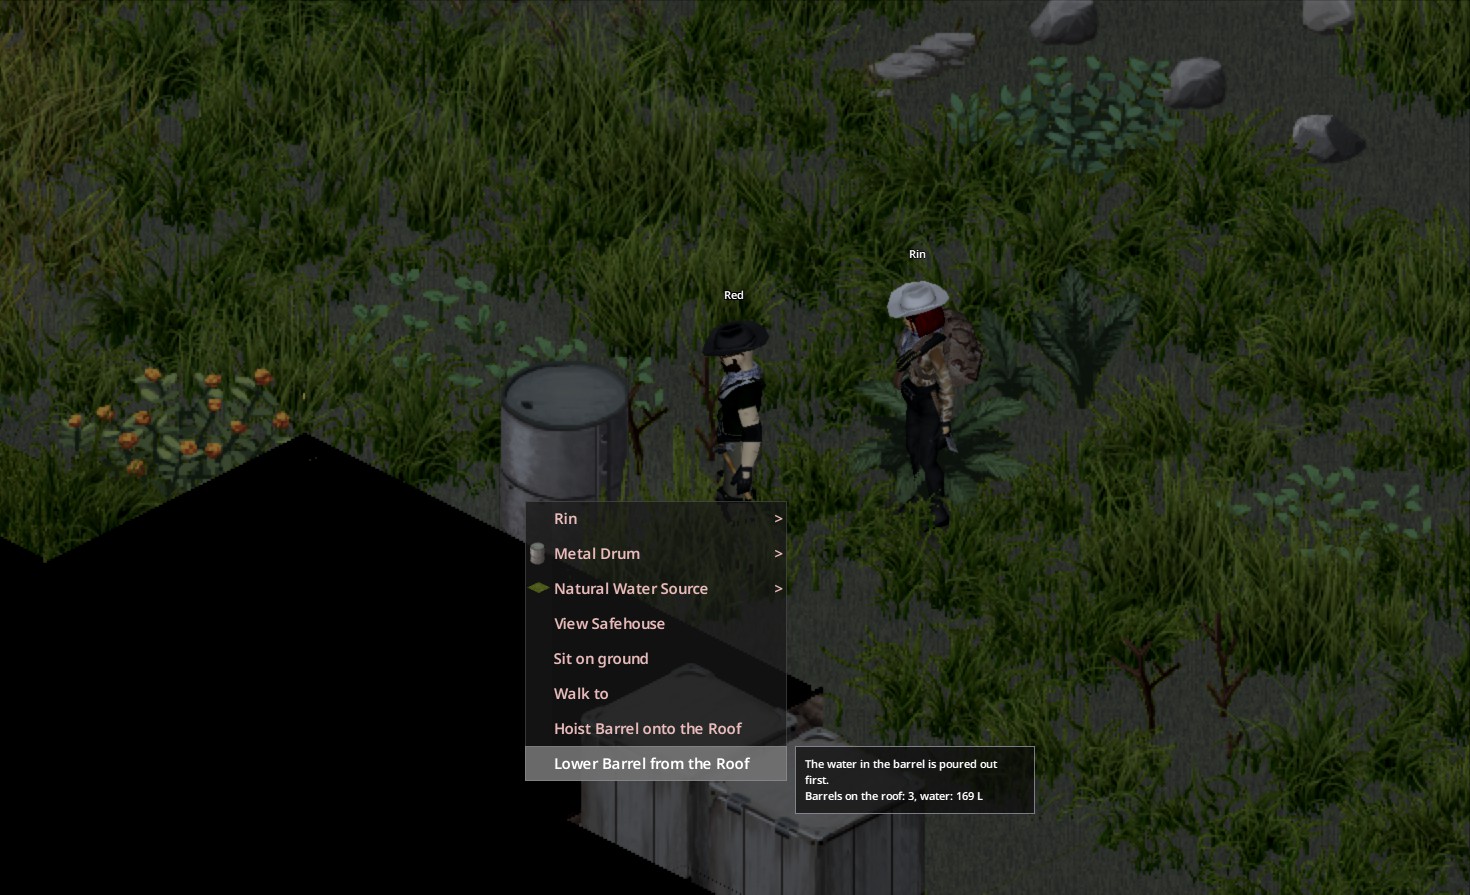 Rin
Red
Rin >
Metal Drum >
Natural Water Source >
View Safehouse
Sit on ground
Walk to
Hoist Barrel onto the Roof
Lower Barrel from the Roof
The water in the barrel is poured out
first.
Barrels on the roof: 3, water: 169 L